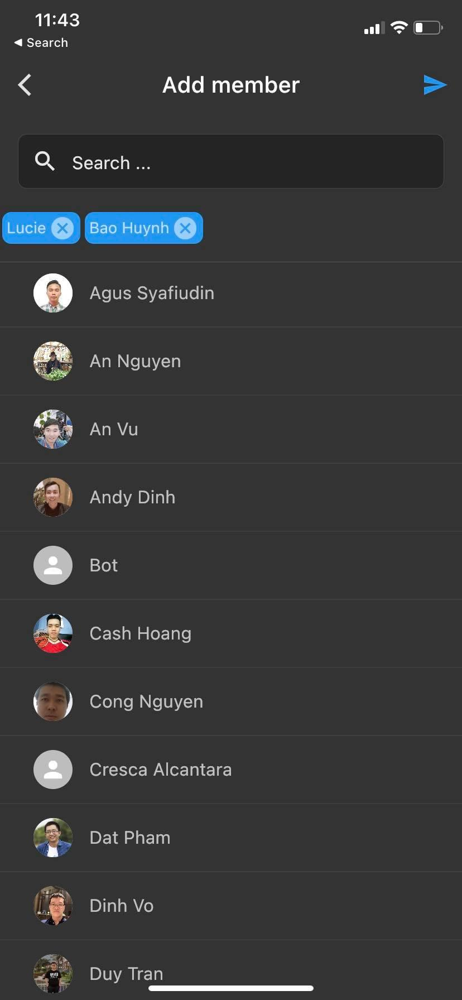 11:43
Search
Add member
Search ...
Lucie Bao Huynh
Agus Syafiudin
An Nguyen
An Vu
Andy Dinh
Bot
Cash Hoang
Cong Nguyen
Cresca Alcantara
Dat Pham
Dinh Vo
Duy Tran